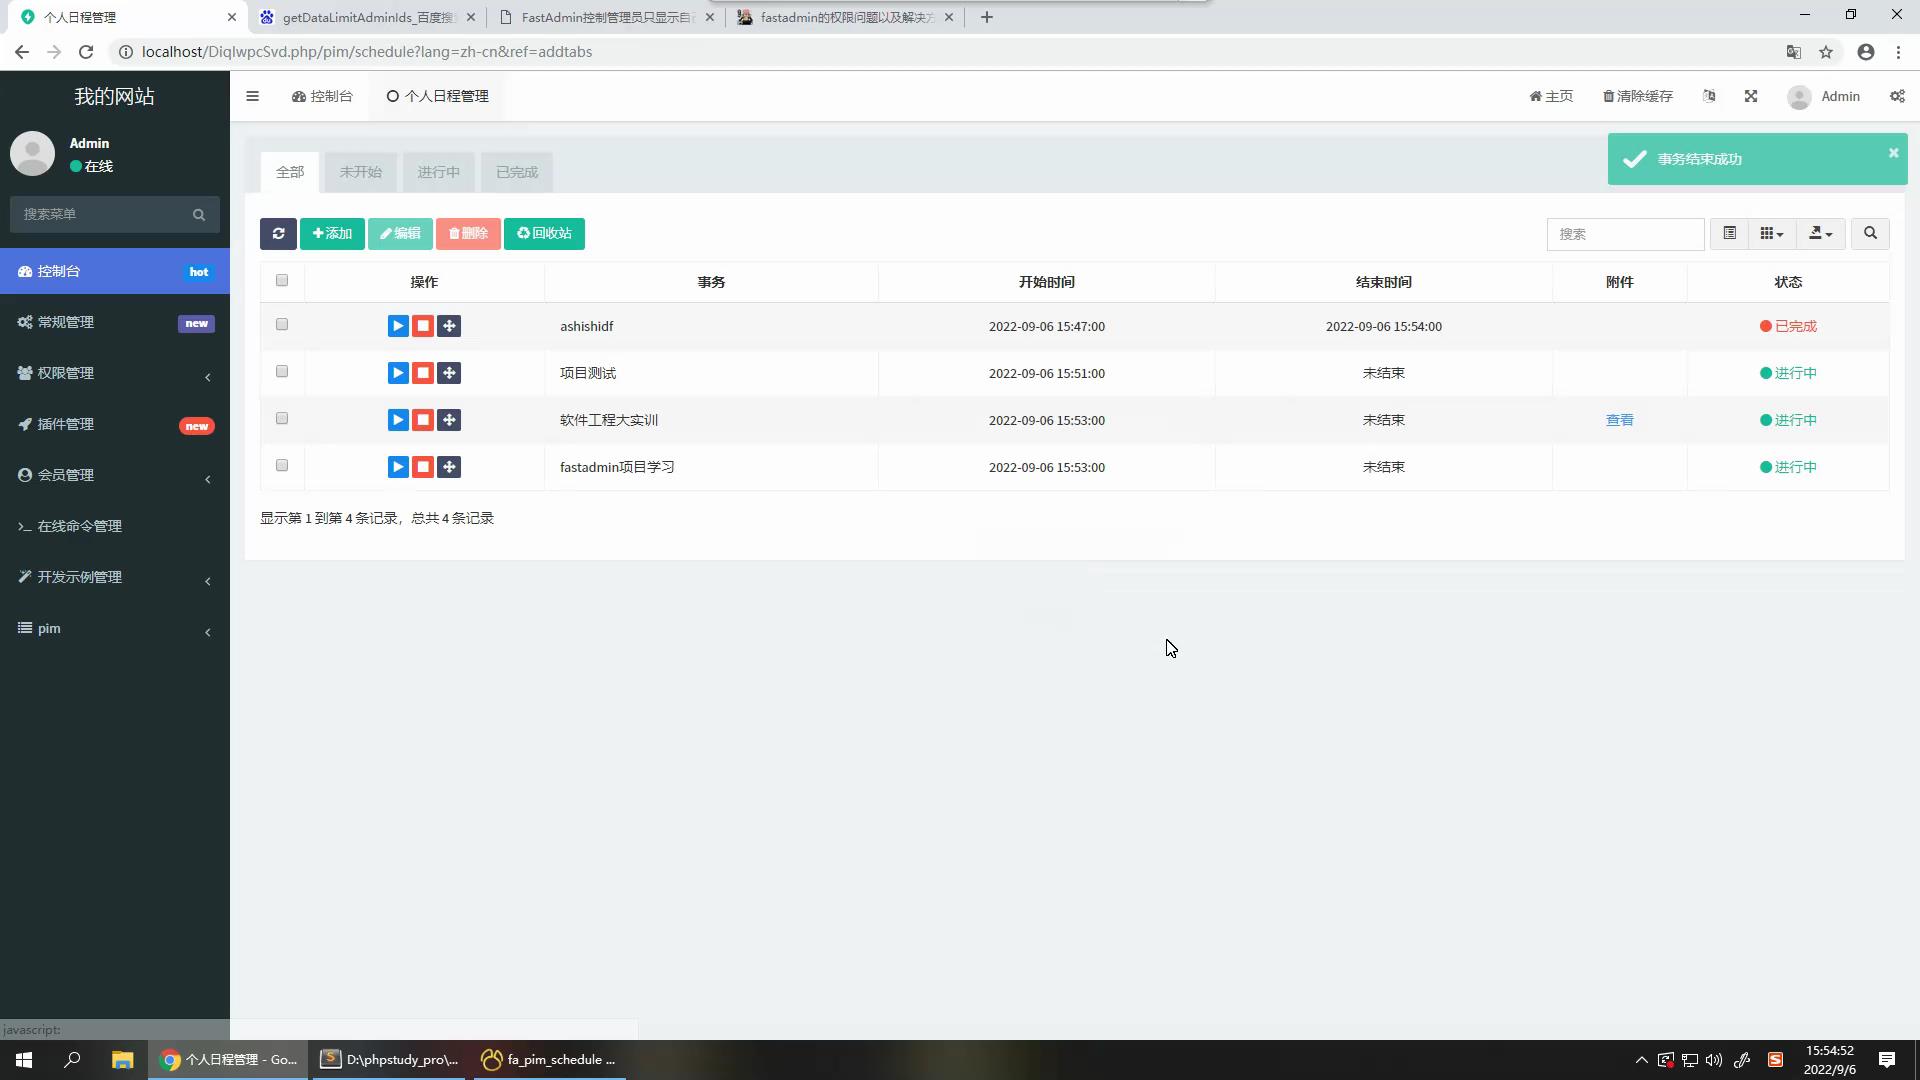 个人日程管理
getDataLimitAdminIds_百度搜
FastAdmin控制管理员只显示自
fastadmin的权限问题以及解决方
localhost/DiqIwpcSvd.php/pim/schedule?lang=zh-cn&ref=addtabs
我的网站
控制台
个人日程管理
主页
清除缓存
Admin
Admin
在线
搜索菜单
控制台 hot
常规管理 new
权限管理
插件管理 new
会员管理
在线命令管理
开发示例管理
pim
全部 未开始 进行中 已完成
事务结束成功
添加 编辑 删除 回收站
搜索
操作 事务 开始时间 结束时间 附件 状态
ashishidf 2022-09-06 15:47:00 2022-09-06 15:54:00 已完成
项目测试 2022-09-06 15:51:00 未结束 进行中
软件工程大实训 2022-09-06 15:53:00 未结束 查看 进行中
fastadmin项目学习 2022-09-06 15:53:00 未结束 进行中
显示第 1 到第 4 条记录，总共 4 条记录
javascript:
个人日程管理 - Go...
D:\phpstudy_pro\...
fa_pim_schedule ...
15:54:52
2022/9/6